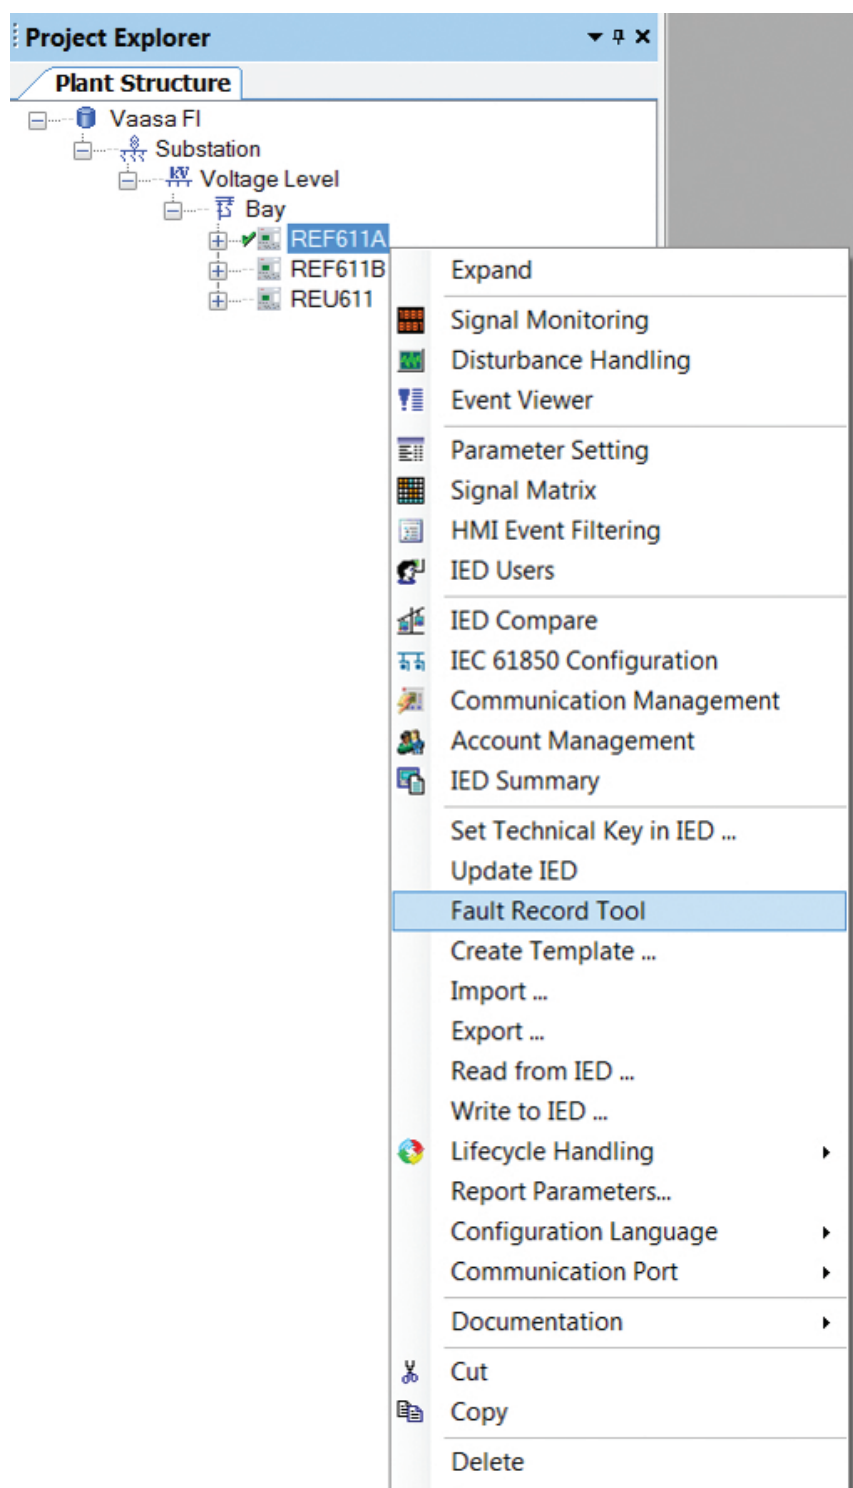 Project Explorer
Plant Structure
Vaasa FI
Substation
Voltage Level
Bay
REF611A
REF611B
REU611
Expand
Signal Monitoring
Disturbance Handling
Event Viewer
Parameter Setting
Signal Matrix
HMI Event Filtering
IED Users
IED Compare
IEC 61850 Configuration
Communication Management
Account Management
IED Summary
Set Technical Key in IED ...
Update IED
Fault Record Tool
Create Template ...
Import ...
Export ...
Read from IED ...
Write to IED ...
Lifecycle Handling
Report Parameters...
Configuration Language
Communication Port
Documentation
Cut
Copy
Delete